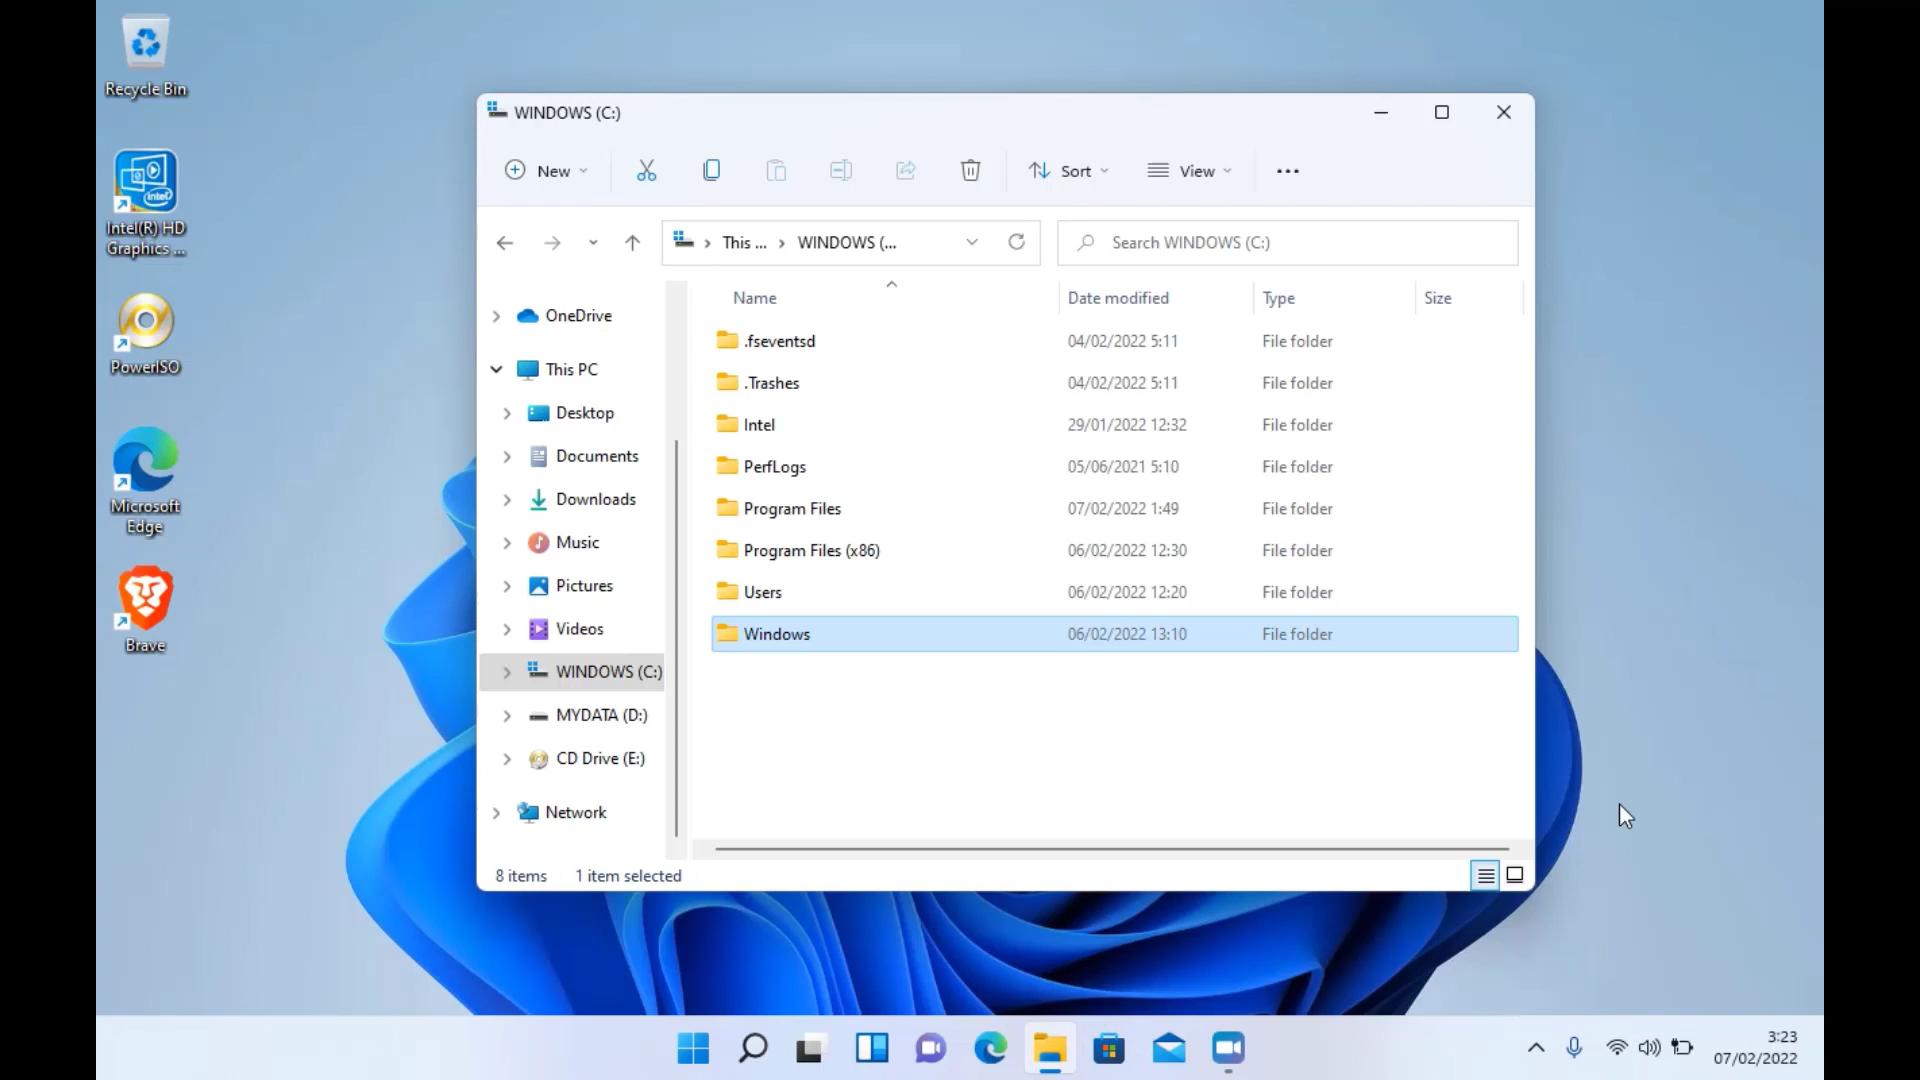 Recycle Bin
intel
Intel(R) HD
Graphics ...
PowerISO
Microsoft
Edge
Brave
WINDOWS (C:)
New
Sort
View
This ... WINDOWS (...
Search WINDOWS (C:)
OneDrive
This PC
Desktop
Documents
Downloads
Music
Pictures
Videos
WINDOWS (C:)
MYDATA (D:)
CD Drive (E:)
Network
Name Date modified Type Size
.fseventsd 04/02/2022 5:11 File folder
.Trashes 04/02/2022 5:11 File folder
Intel 29/01/2022 12:32 File folder
PerfLogs 05/06/2021 5:10 File folder
Program Files 07/02/2022 1:49 File folder
Program Files (x86) 06/02/2022 12:30 File folder
Users 06/02/2022 12:20 File folder
Windows 06/02/2022 13:10 File folder
8 items 1 item selected
3:23
07/02/2022